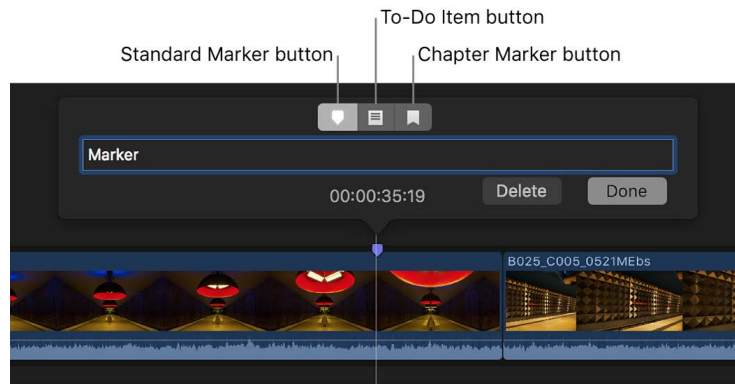 To-Do Item button
Standard Marker button
Chapter Marker button
Marker
00:00:35:19
Delete
Done
B025_C005_0521MEbs